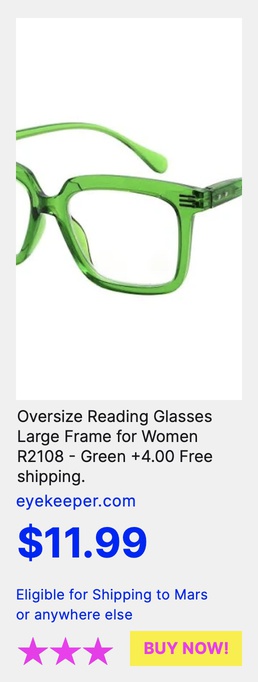 Oversize Reading Glasses
Large Frame for Women
R2108 - Green +4.00 Free
shipping.
eyekeeper.com
$11.99
Eligible for Shipping to Mars
or anywhere else
BUY NOW!